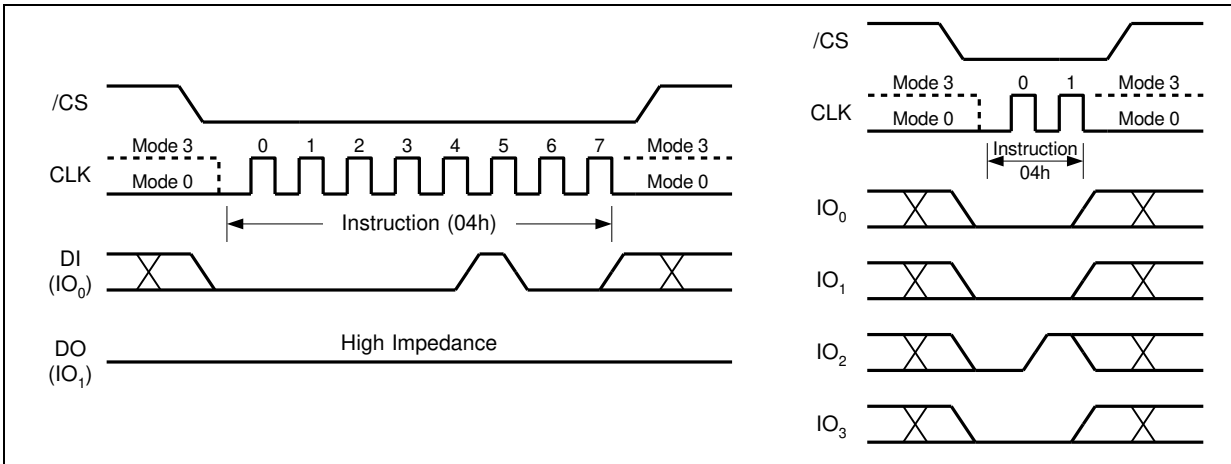 /CS
Mode 3
0 1 2 3 4 5 6 7
Mode 3
CLK
Mode 0
Mode 0
Instruction (04h)
DI
(IO0)
DO
(IO1)
High Impedance
/CS
Mode 3
0 1
Mode 3
CLK
Mode 0
Mode 0
Instruction
04h
IO0
IO1
IO2
IO3